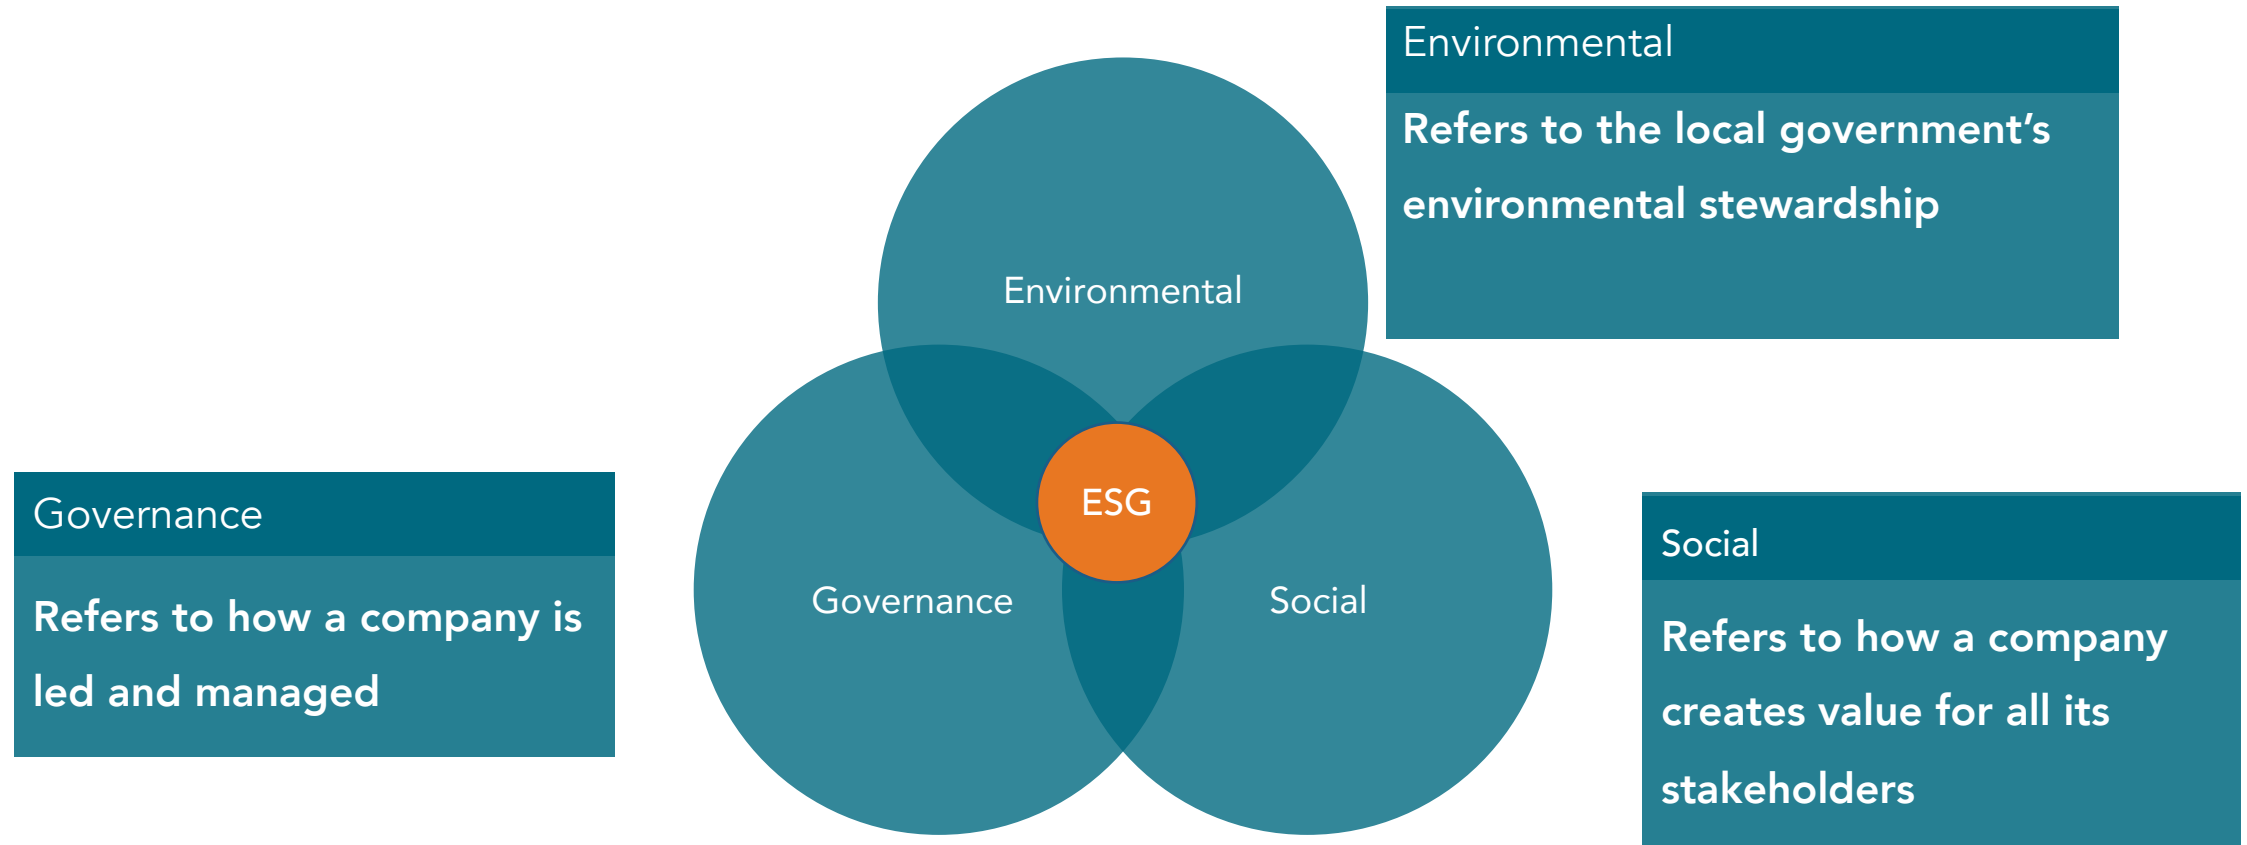 Environmental
Refers to the local government’s
environmental stewardship
Environmental
ESG
Governance
Social
Governance
Refers to how a company is
led and managed
Social
Refers to how a company
creates value for all its
stakeholders